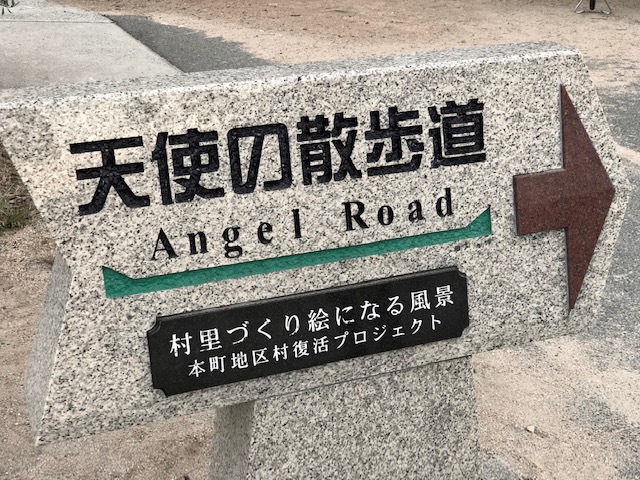 天使の散歩道
Angel Road
村里づくり絵になる風景
本町地区村復活プロジェクト